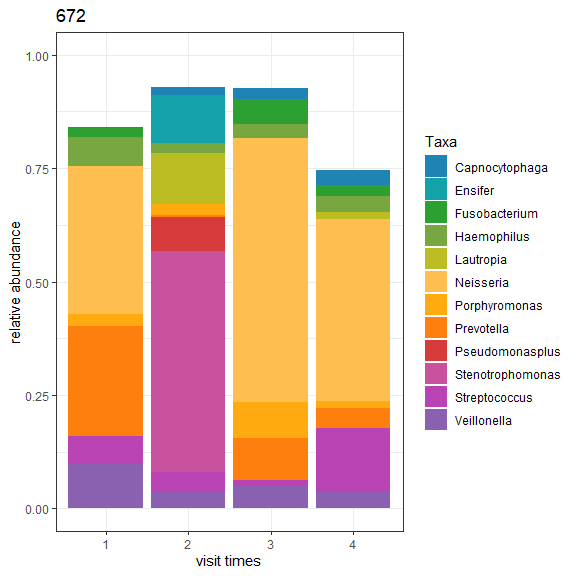 672
1.00
0.75
0.50
0.25
0.00
relative abundance
1 2 3 4
visit times
Taxa
Capnocytophaga
Ensifer
Fusobacterium
Haemophilus
Lautropia
Neisseria
Porphyromonas
Prevotella
Pseudomonasplus
Stenotrophomonas
Streptococcus
Veillonella